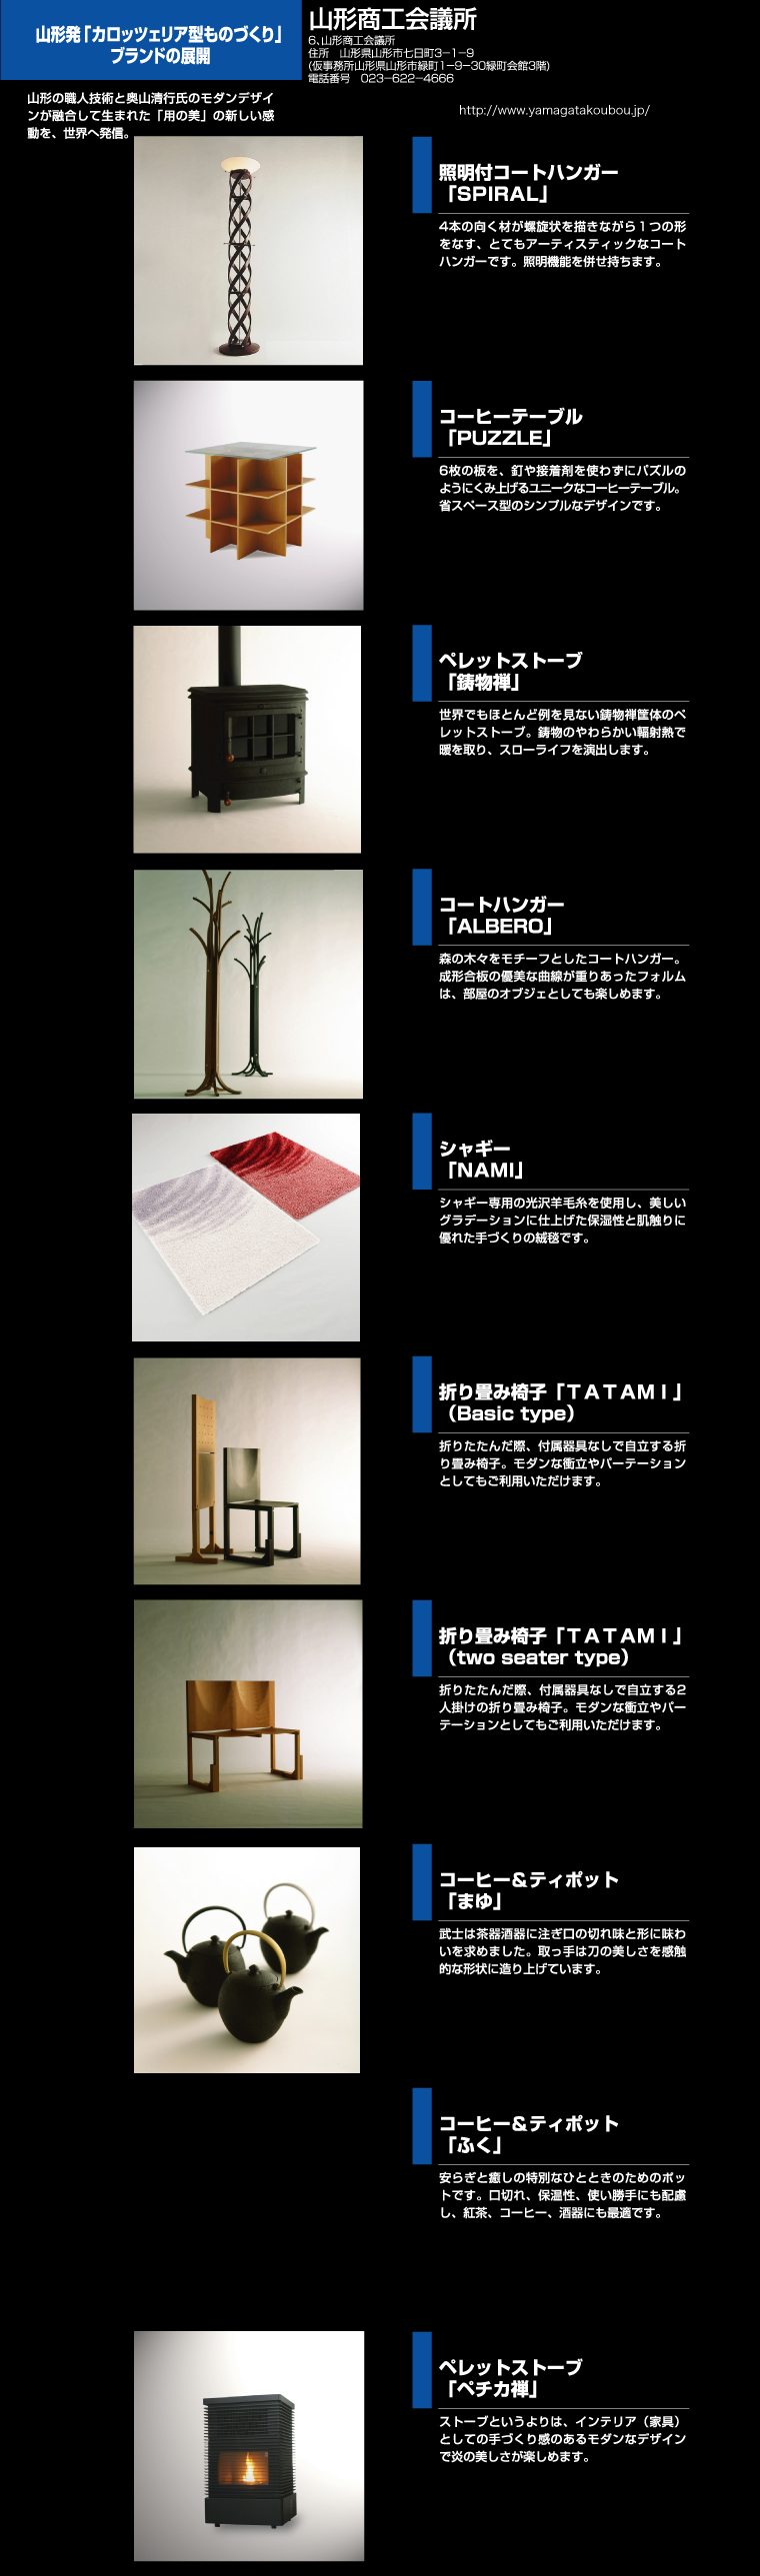 山形発「カロッツェリア型ものづくり」
ブランドの展開
山形商工会議所
6、山形商工会議所
住所　山形県山形市七日町3−1−9
(仮事務所山形県山形市緑町1−9−30緑町会館3階)
電話番号　023−622−4666
山形の職人技術と奥山清行氏のモダンデザイ
ンが融合して生まれた「用の美」の新しい感
動を、世界へ発信。
http://www.yamagatakoubou.jp/
照明付コートハンガー
「SPIRAL」
4本の向く材が螺旋状を描きながら１つの形
をなす、とてもアーティスティックなコート
ハンガーです。照明機能を併せ持ちます。
コーヒーテーブル
「PUZZLE」
6枚の板を、釘や接着剤を使わずにパズルの
ようにくみ上げるユニークなコーヒーテーブル。
省スペース型のシンプルなデザインです。
ペレットストーブ
「鋳物禅」
世界でもほとんど例を見ない鋳物禅筐体のペ
レットストーブ。鋳物のやわらかい輻射熱で
暖を取り、スローライフを演出します。
コートハンガー
「ALBERO」
森の木々をモチーフとしたコートハンガー。
成形合板の優美な曲線が重りあったフォルム
は、部屋のオブジェとしても楽しめます。
シャギー
「NAMI」
シャギー専用の光沢羊毛糸を使用し、美しい
グラデーションに仕上げた保湿性と肌触りに
優れた手づくりの絨毯です。
折り畳み椅子「ＴＡＴＡＭＩ」
（Basic type）
折りたたんだ際、付属器具なしで自立する折
り畳み椅子。モダンな衝立やパーテーション
としてもご利用いただけます。
折り畳み椅子「ＴＡＴＡＭＩ」
（two seater type）
折りたたんだ際、付属器具なしで自立する2
人掛けの折り畳み椅子。モダンな衝立やパー
テーションとしてもご利用いただけます。
コーヒー＆ティポット
「まゆ」
武士は茶器酒器に注ぎ口の切れ味と形に味わ
いを求めました。取っ手は刀の美しさを感触
的な形状に造り上げています。
コーヒー＆ティポット
「ふく」
安らぎと癒しの特別なひとときのためのポッ
トです。口切れ、保温性、使い勝手にも配慮
し、紅茶、コーヒー、酒器にも最適です。
ペレットストーブ
「ペチカ禅」
ストーブというよりは、インテリア（家具）
としての手づくり感のあるモダンなデザイン
で炎の美しさが楽しめます。